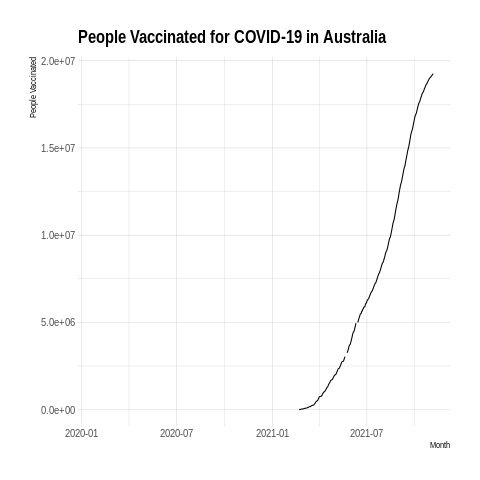 People Vaccinated for COVID-19 in Australia
People Vaccinated
2.0e+07
1.5e+07
1.0e+07
5.0e+06
0.0e+00
2020-01 2020-07 2021-01 2021-07
Month